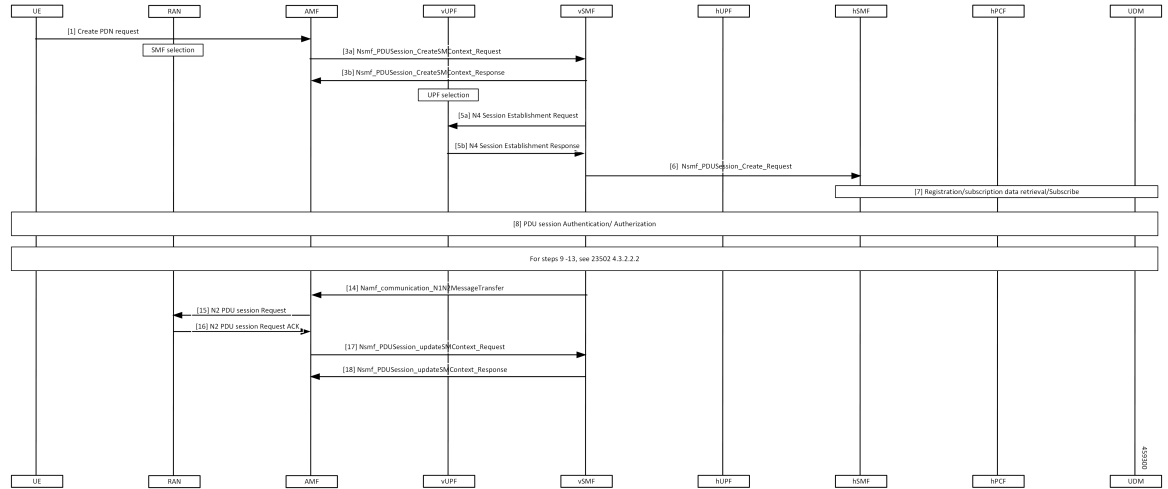 UE RAN AMF vUPF vSMF hUPF hSMF hPCF UDM
[1] Create PDN request
SMF selection
[3a) Nsmf_PDUSession_CreateSMContext_Request
[3b) Nsmf_PDUSession_CreateSMContext_Response
UPF selection
[5a) N4 Session Establishment Request
[5b) N4 Session Establishment Response
[6] Nsmf_PDUSession_Create_Request
[7] Registration/subscription data retrieval/Subscribe
[8] PDU session Authentication/ Autherization
For steps 9 -13, see 23502 4.3.2.2.2
[14] Namf_communication_N1N2MessageTransfer
[15] N2 PDU session Request
[16] N2 PDU session Request ACK
[17] Nsmf_PDUSession_updateSMContext_Request
[18] Nsmf_PDUSession_updateSMContext_Response
459300
UE RAN AMF vUPF vSMF hUPF hSMF hPCF UDM